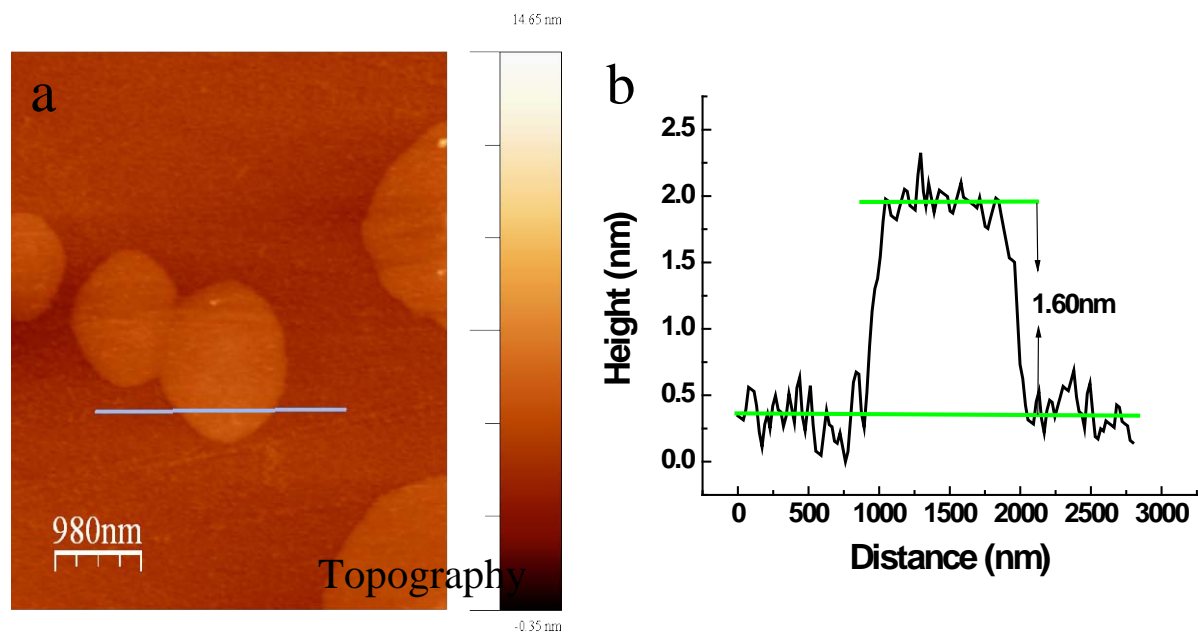 14.65 nm
a
980nm
Topography
-0.35 nm
b
2.5
2.0
1.5
1.0
0.5
0.0
Height (nm)
1.60nm
0 500 1000 1500 2000 2500 3000
Distance (nm)